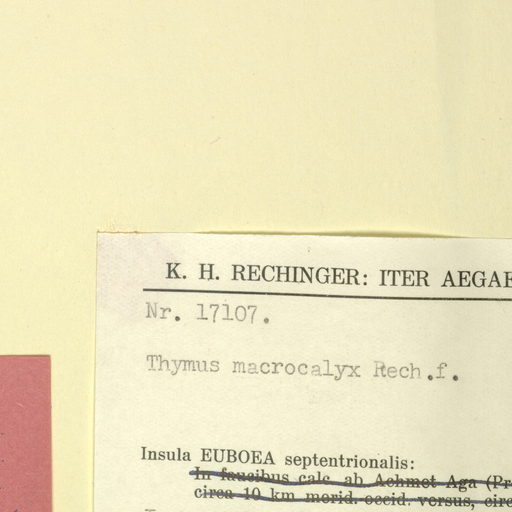 K. H. RECHINGER: ITER AEGAE
Nr. 17107.
Thymus macrocalyx Rech.f.
Insula EUBOEA septentrionalis:
In faucibus calc. ab Achmet Aga (Pr
circa 10 km merid. occid. versus, circ